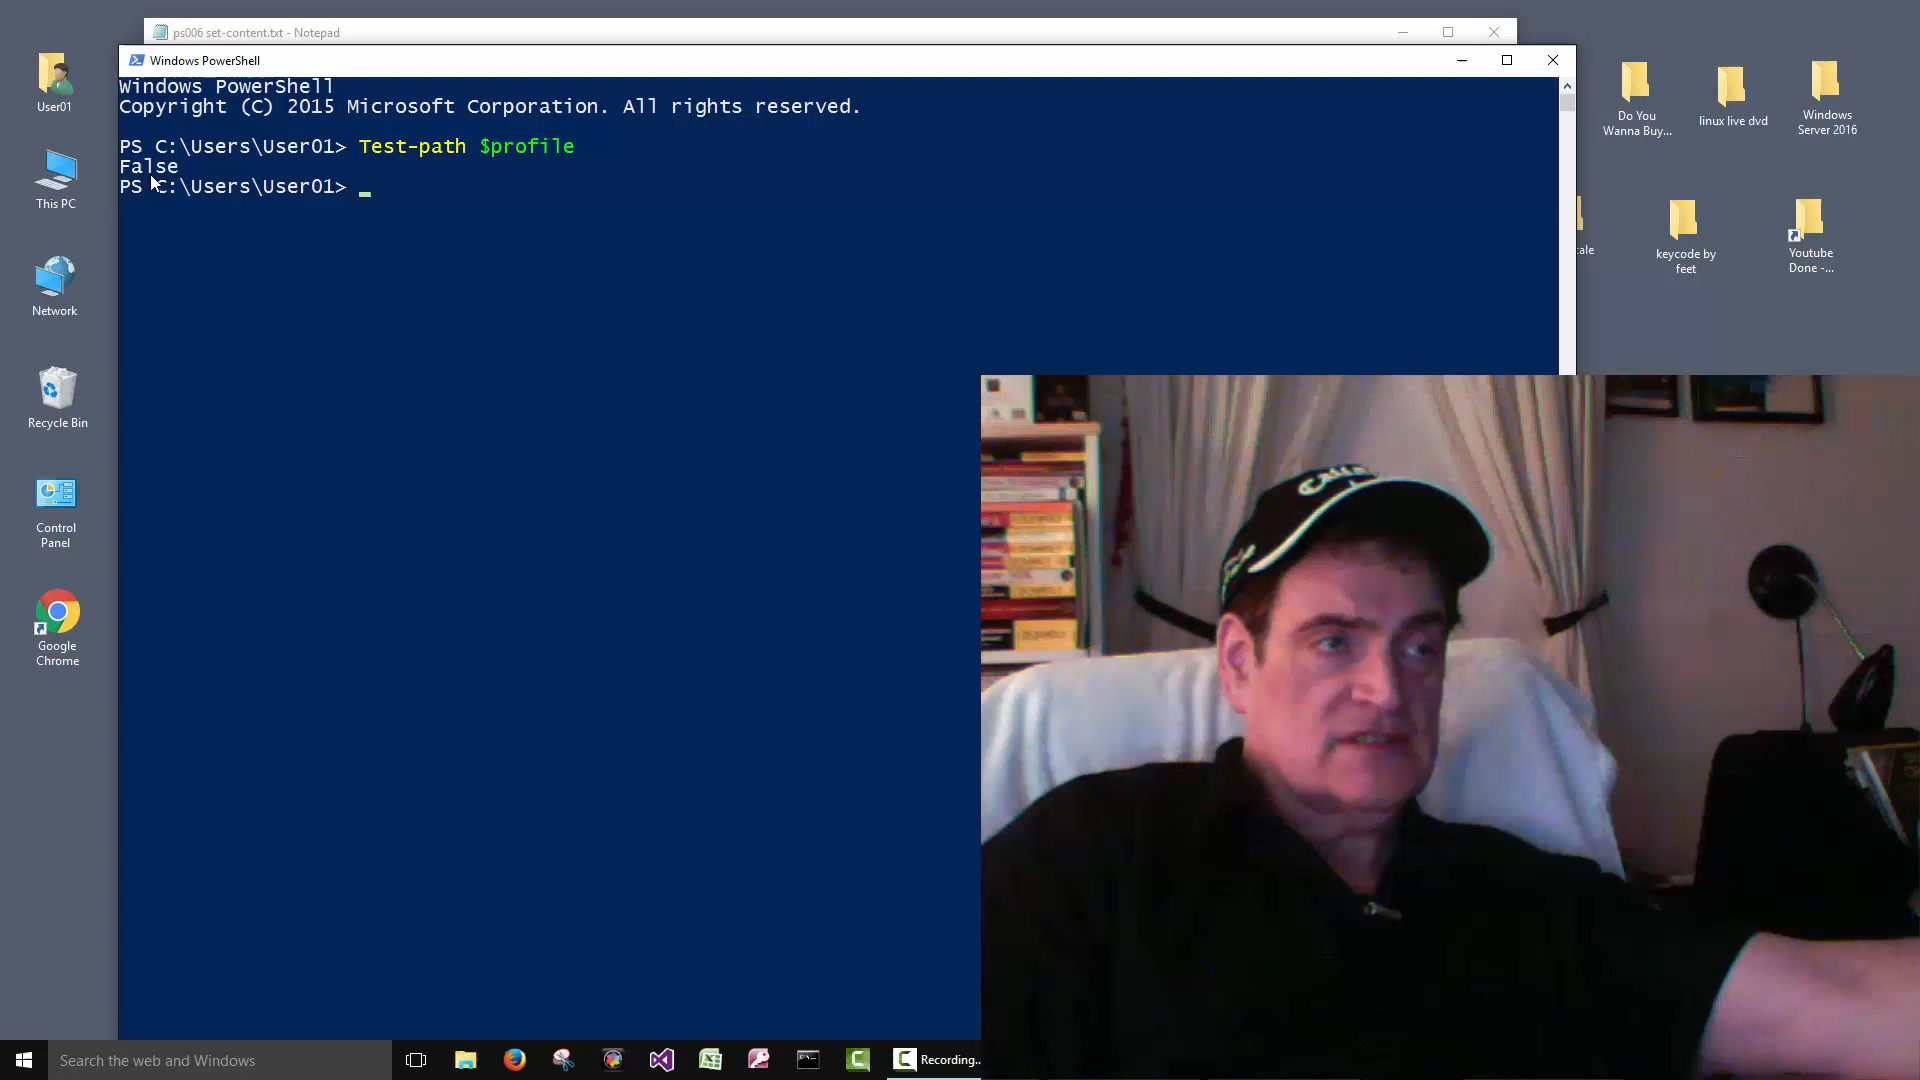 ps006 set-content.txt - Notepad
Windows PowerShell
Windows PowerShell
Copyright (C) 2015 Microsoft Corporation. All rights reserved.
PS C:\Users\User01> Test-path $profile
False
PS C:\Users\User01>
User01
This PC
Network
Recycle Bin
Control
Panel
Google
Chrome
Do You
Wanna Buy...
linux live dvd
Windows
Server 2016
cale
keycode by
feet
Youtube
Done -...
Search the web and Windows
Recording...